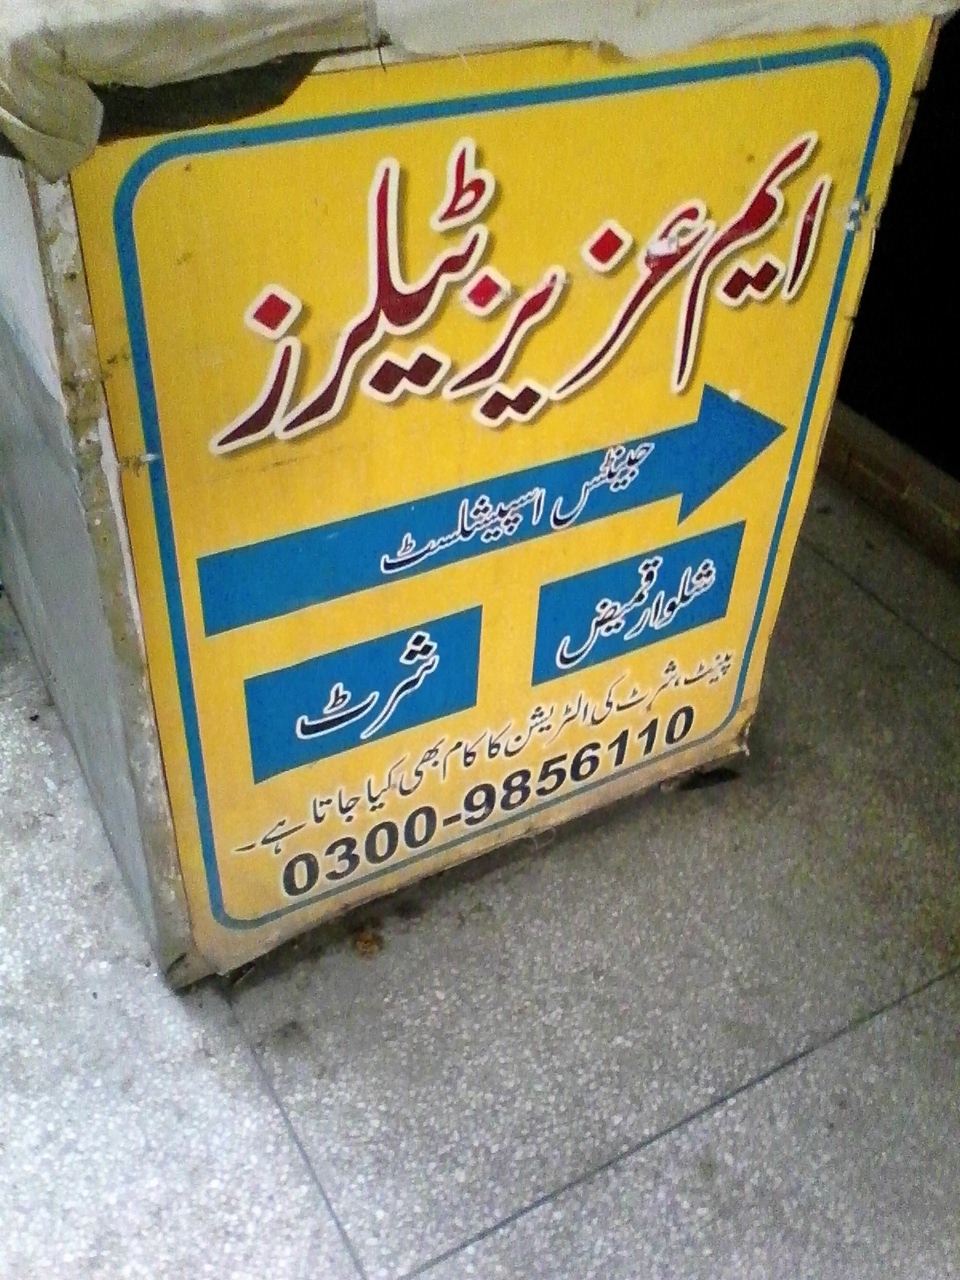 ایم عزیز ٹیلرز
جینٹس اسپیشلسٹ
شلوار قمیض
شرٹ
پینٹ، شرٹ کی الٹریشن کا کام بھی کیا جاتا ہے۔
0300-9856110